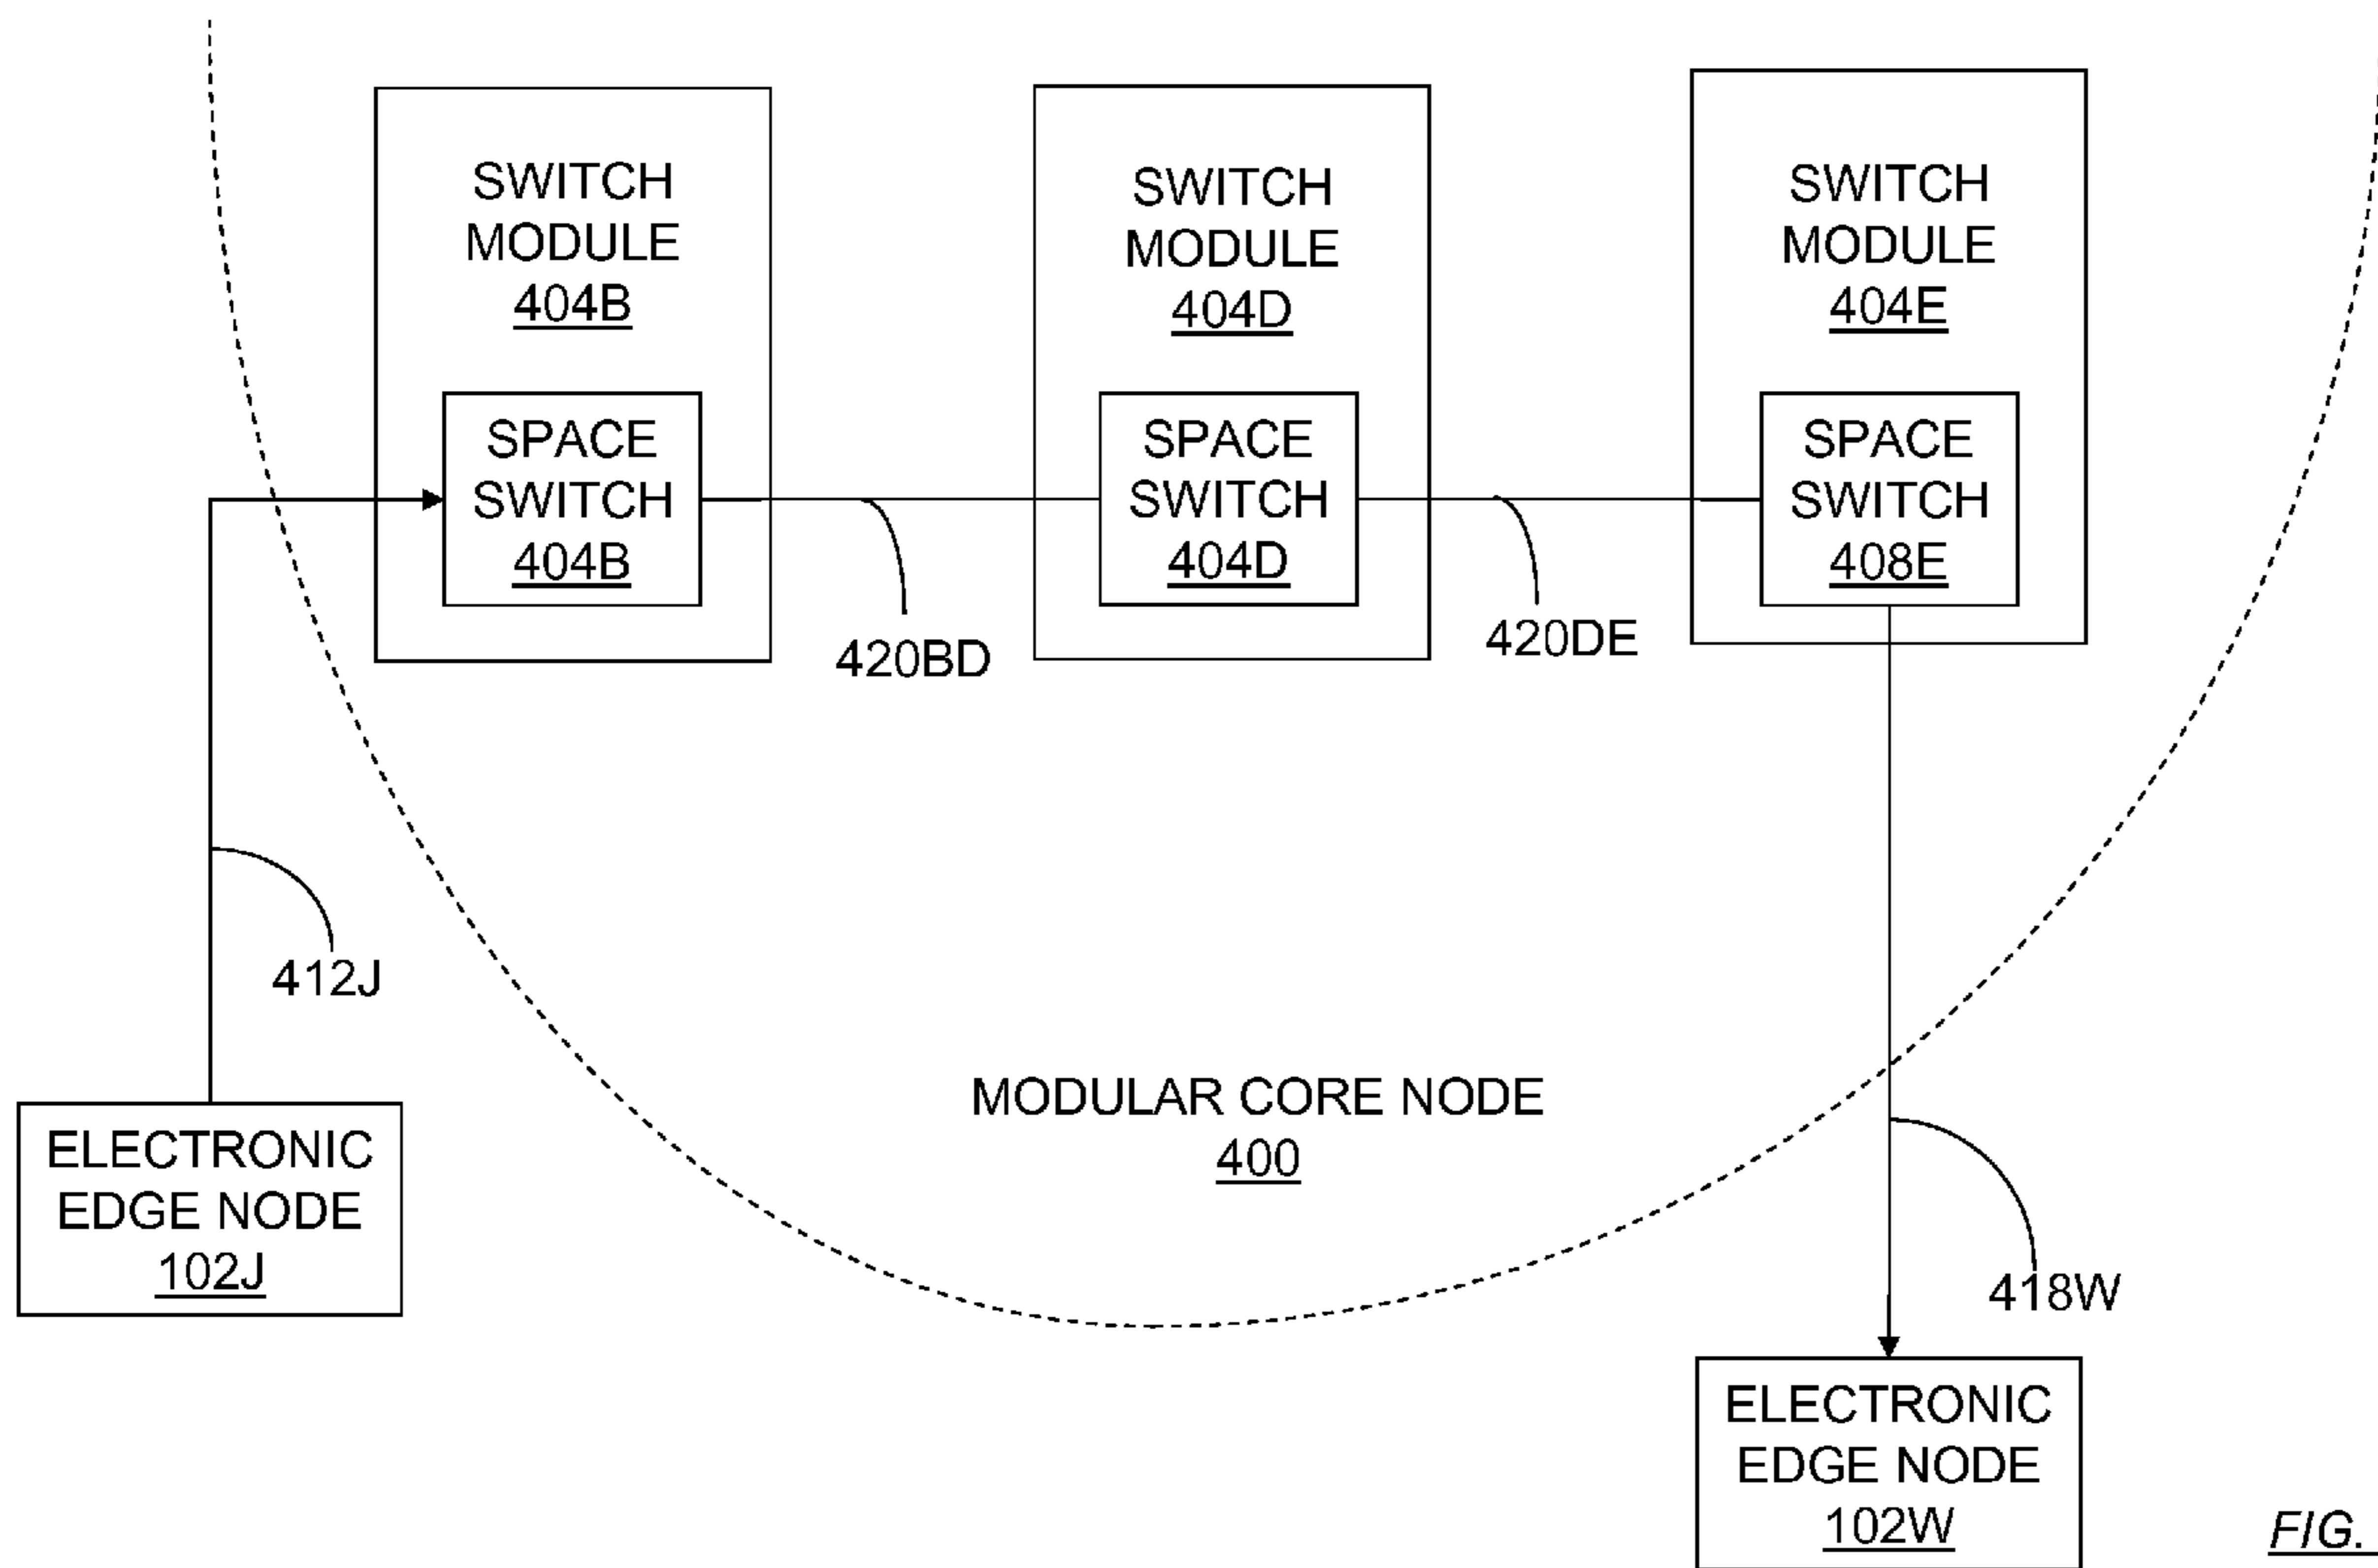 SWITCH
MODULE
404B
SPACE
SWITCH
404B
SWITCH
MODULE
404D
SPACE
SWITCH
404D
SWITCH
MODULE
404E
SPACE
SWITCH
408E
420BD
420DE
412J
ELECTRONIC
EDGE NODE
102J
MODULAR CORE NODE
400
418W
ELECTRONIC
EDGE NODE
102W
FIG.